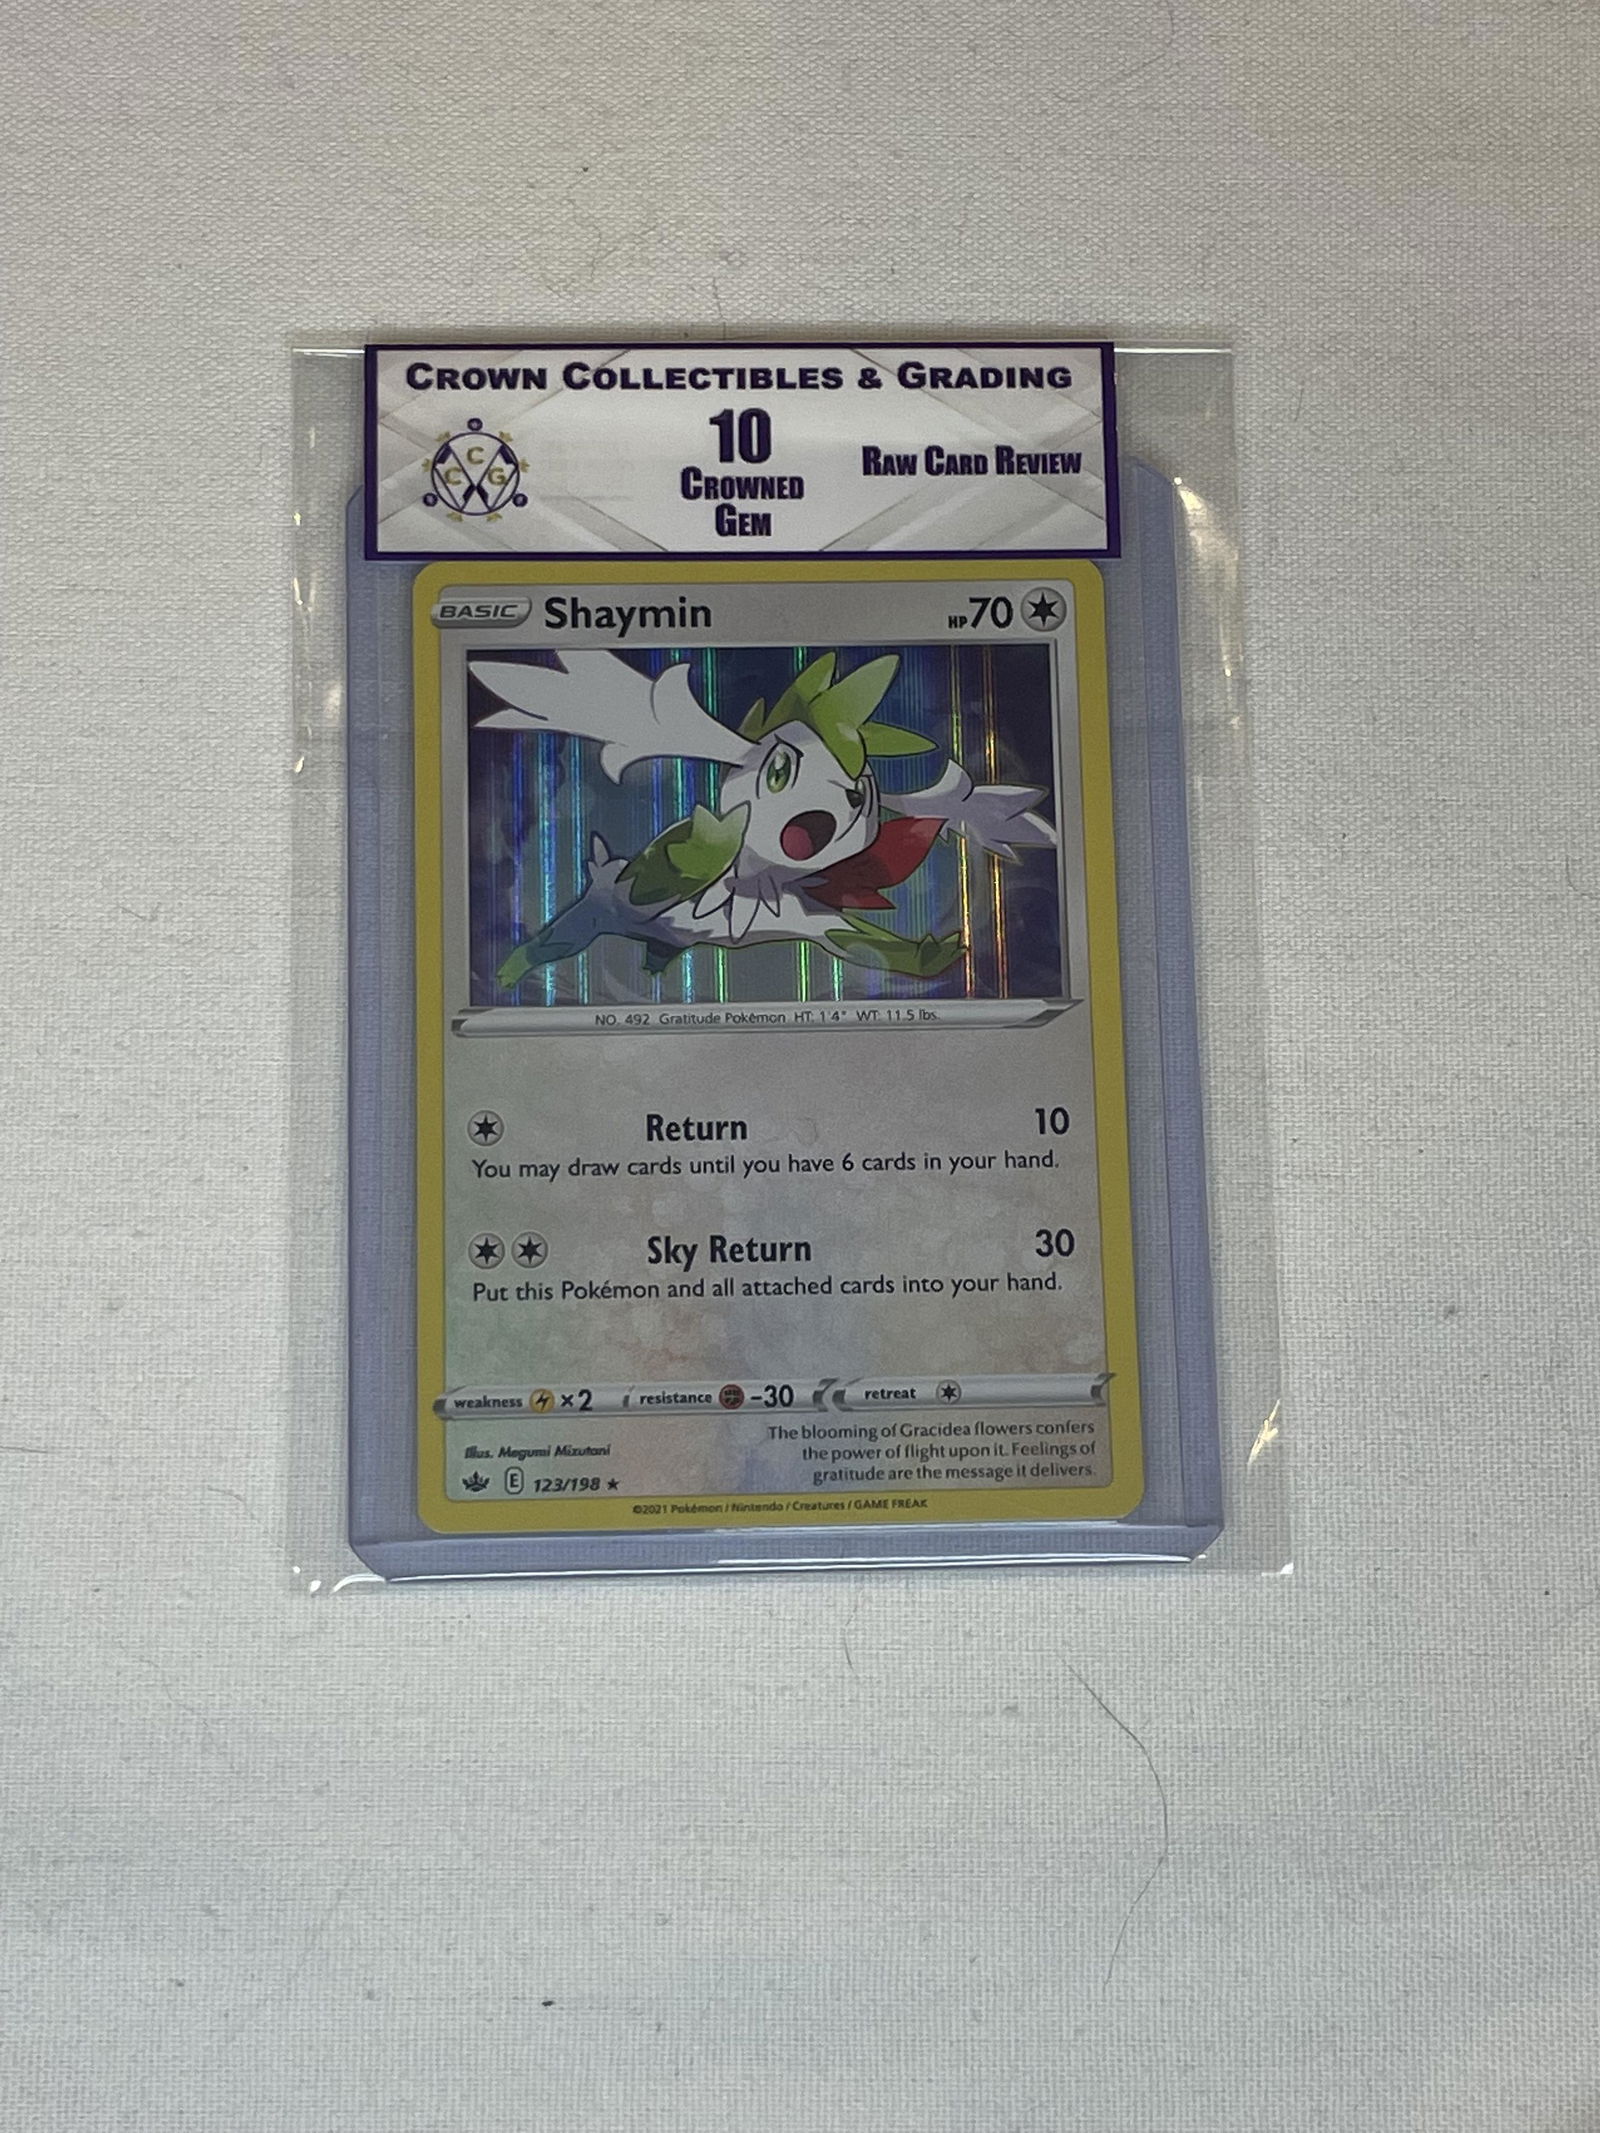 CROWN COLLECTIBLES & GRADING
C
C G
10
CROWNED
GEM
RAW CARD REVIEW
BASIC Shaymin HP70
NO. 492 Gratitude Pokémon HT: 1'4" WT: 11.5 lbs.
Return 10
You may draw cards until you have 6 cards in your hand.
Sky Return 30
Put this Pokémon and all attached cards into your hand.
weakness ×2 resistance -30 retreat
The blooming of Gracidea flowers confers
the power of flight upon it. Feelings of
gratitude are the message it delivers.
Illus. Megumi Mizutani
E 123/198 ★
©2021 Pokémon / Nintendo / Creatures / GAME FREAK